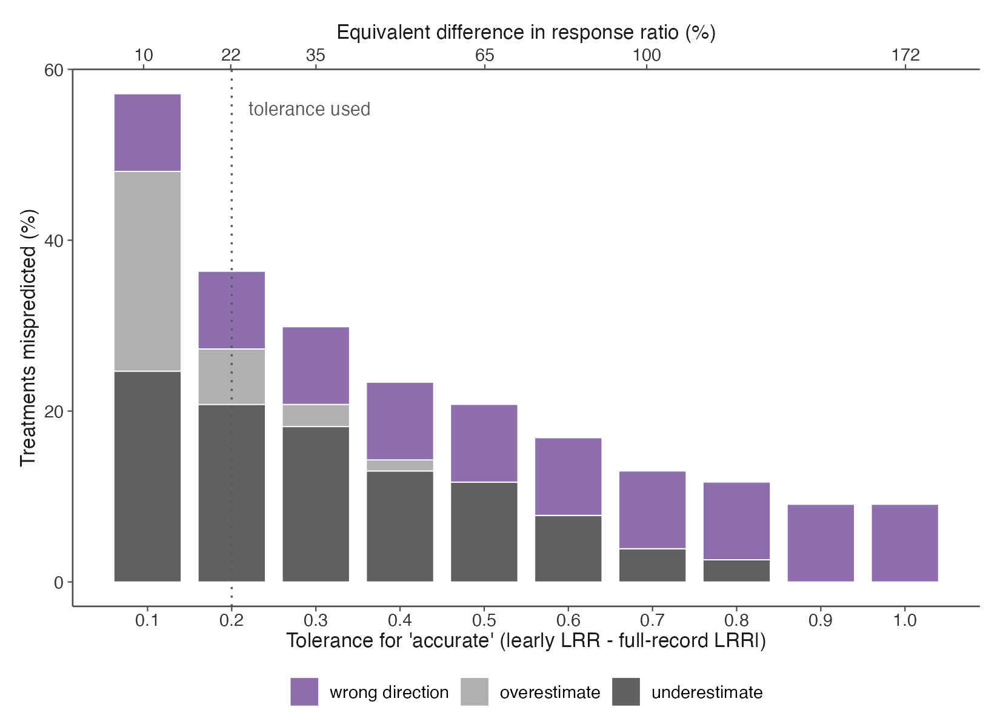 Equivalent difference in response ratio (%)
10 22 35 65 100 172
60
tolerance used
40
20
0
Treatments mispredicted (%)
0.1 0.2 0.3 0.4 0.5 0.6 0.7 0.8 0.9 1.0
Tolerance for 'accurate' (|early LRR - full-record LRR|)
wrong direction overestimate underestimate